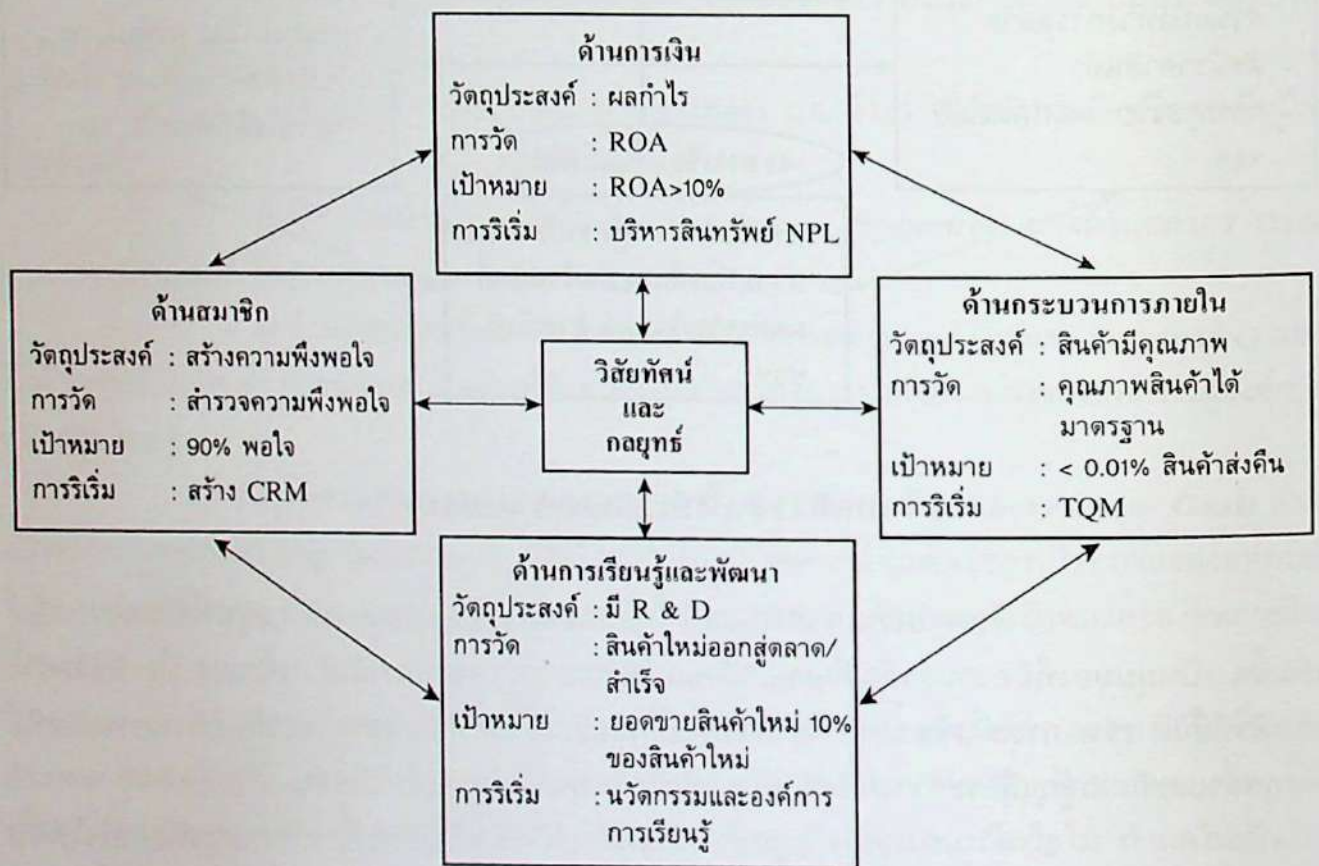 ด้านการเงิน
วัตถุประสงค์ : ผลกำไร
การวัด : ROA
เป้าหมาย : ROA>10%
การริเริ่ม : บริหารสินทรัพย์ NPL
ด้านสมาชิก
วัตถุประสงค์ : สร้างความพึงพอใจ
การวัด : สำรวจความพึงพอใจ
เป้าหมาย : 90% พอใจ
การริเริ่ม : สร้าง CRM
วิสัยทัศน์
และ
กลยุทธ์
ด้านกระบวนการภายใน
วัตถุประสงค์ : สินค้ามีคุณภาพ
การวัด : คุณภาพสินค้าได้
มาตรฐาน
เป้าหมาย : < 0.01% สินค้าส่งคืน
การริเริ่ม : TQM
ด้านการเรียนรู้และพัฒนา
วัตถุประสงค์ : มี R & D
การวัด : สินค้าใหม่ออกสู่ตลาด/
สำเร็จ
เป้าหมาย : ยอดขายสินค้าใหม่ 10%
ของสินค้าใหม่
การริเริ่ม : นวัตกรรมและองค์การ
การเรียนรู้